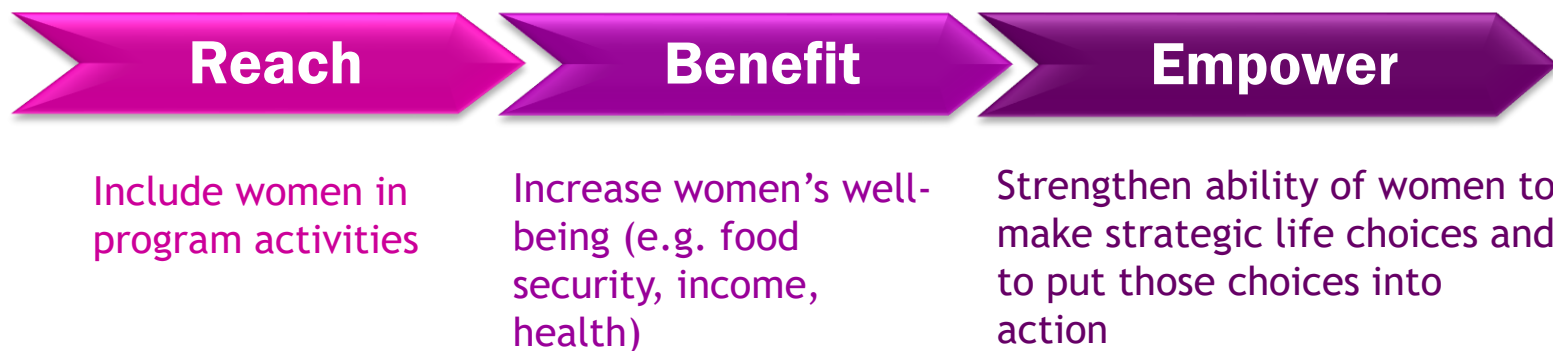 Reach
Benefit
Empower
Include women in
program activities
Increase women's well-
being (e.g. food
security, income,
health)
Strengthen ability of women to
make strategic life choices and
to put those choices into
action